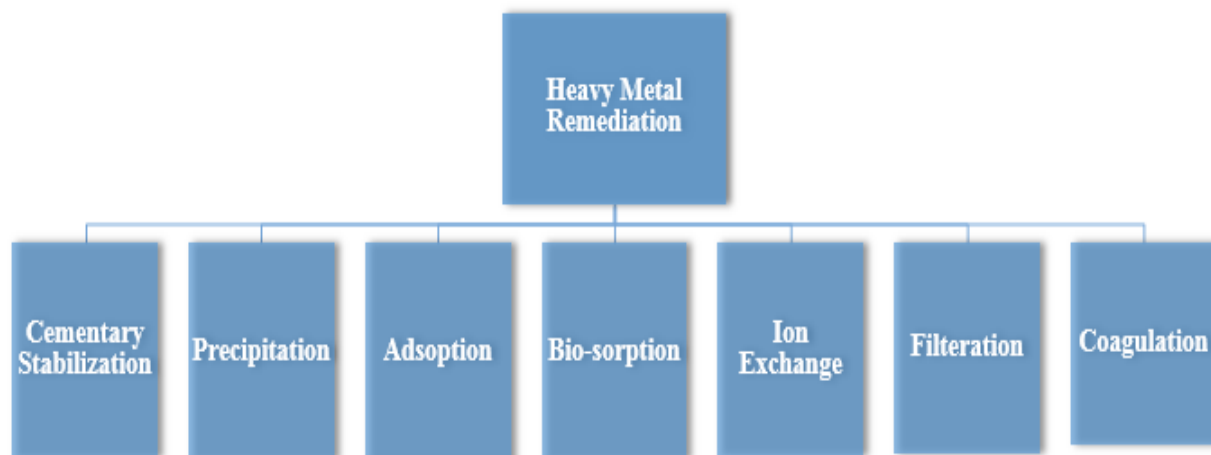 Heavy Metal
Remediation
Cementary
Stabilization
Precipitation
Adsoption
Bio-sorption
Ion
Exchange
Filteration
Coagulation